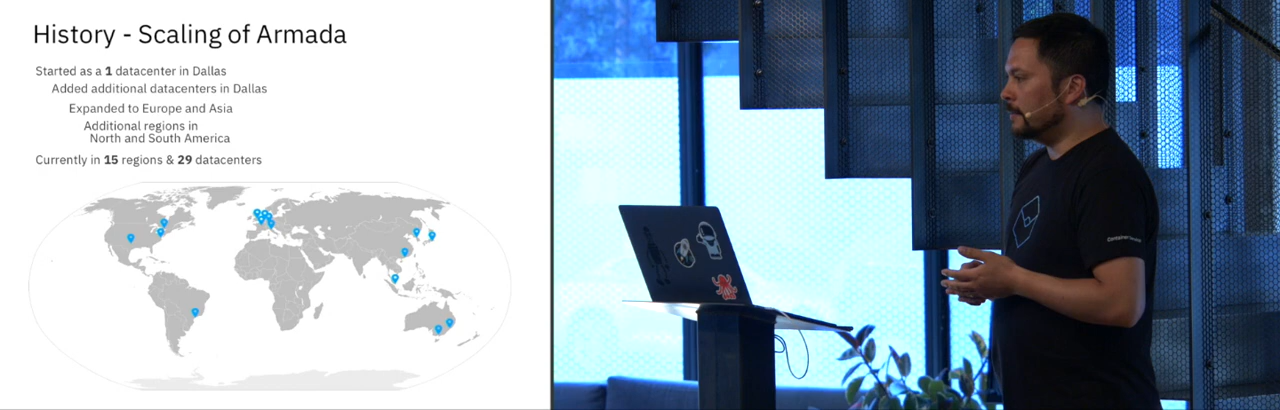 History - Scaling of Armada
Started as a 1 datacenter in Dallas
Added additional datacenters in Dallas
Expanded to Europe and Asia
Additional regions in
North and South America
Currently in 15 regions & 29 datacenters
Container